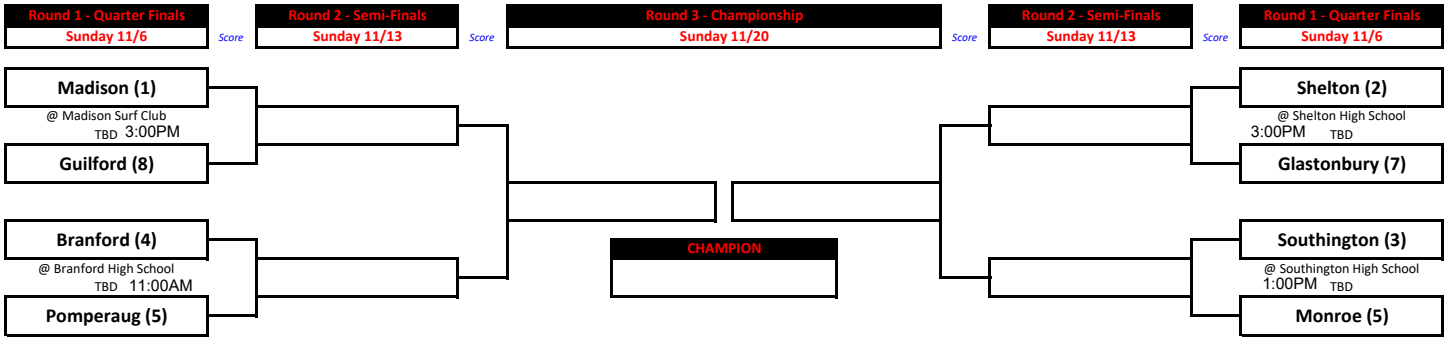 Round 1 - Quarter Finals
Round 2 - Semi-Finals
Round 3 - Championship
Round 2 - Semi-Finals
Round 1 - Quarter Finals
Sunday 11/6
Score
Sunday 11/13
Score
Sunday 11/20
Score
Sunday 11/13
Score
Sunday 11/6
Madison (1)
@ Madison Surf Club
TBD 3:00PM
Guilford (8)
Branford (4)
@ Branford High School
TBD 11:00AM
Pomperaug (5)
CHAMPION
Shelton (2)
@ Shelton High School
3:00PM TBD
Glastonbury (7)
Southington (3)
@ Southington High School
1:00PM TBD
Monroe (5)